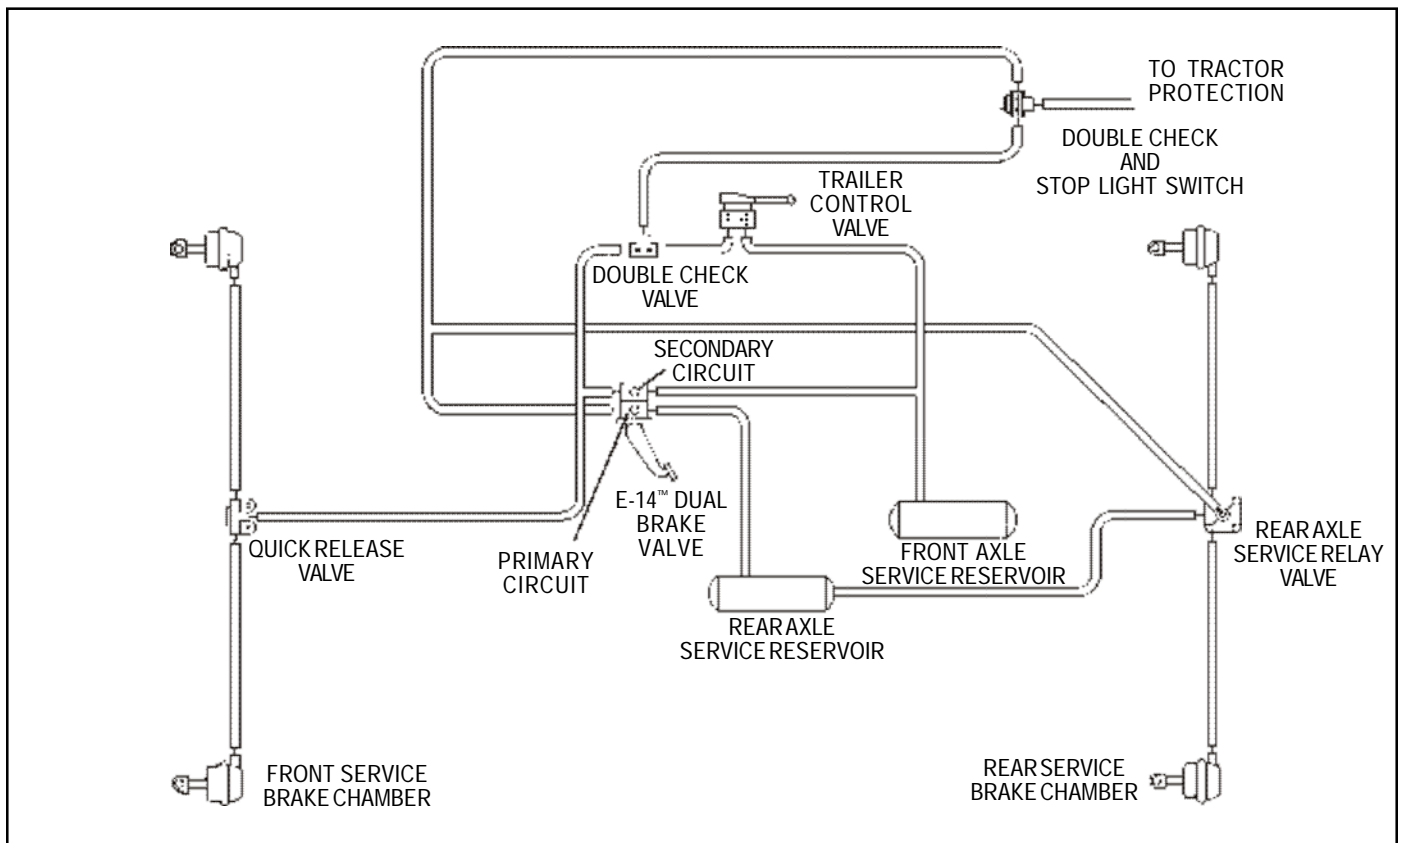 TO TRACTOR
PROTECTION
DOUBLE CHECK
AND
STOP LIGHT SWITCH
TRAILER
CONTROL
VALVE
DOUBLE CHECK
VALVE
SECONDARY
CIRCUIT
E-14™ DUAL
BRAKE
VALVE
PRIMARY
CIRCUIT
QUICK RELEASE
VALVE
FRONT AXLE
SERVICE RESERVOIR
REAR AXLE
SERVICE RELAY
VALVE
REAR AXLE
SERVICE RESERVOIR
FRONT SERVICE
BRAKE CHAMBER
REAR SERVICE
BRAKE CHAMBER